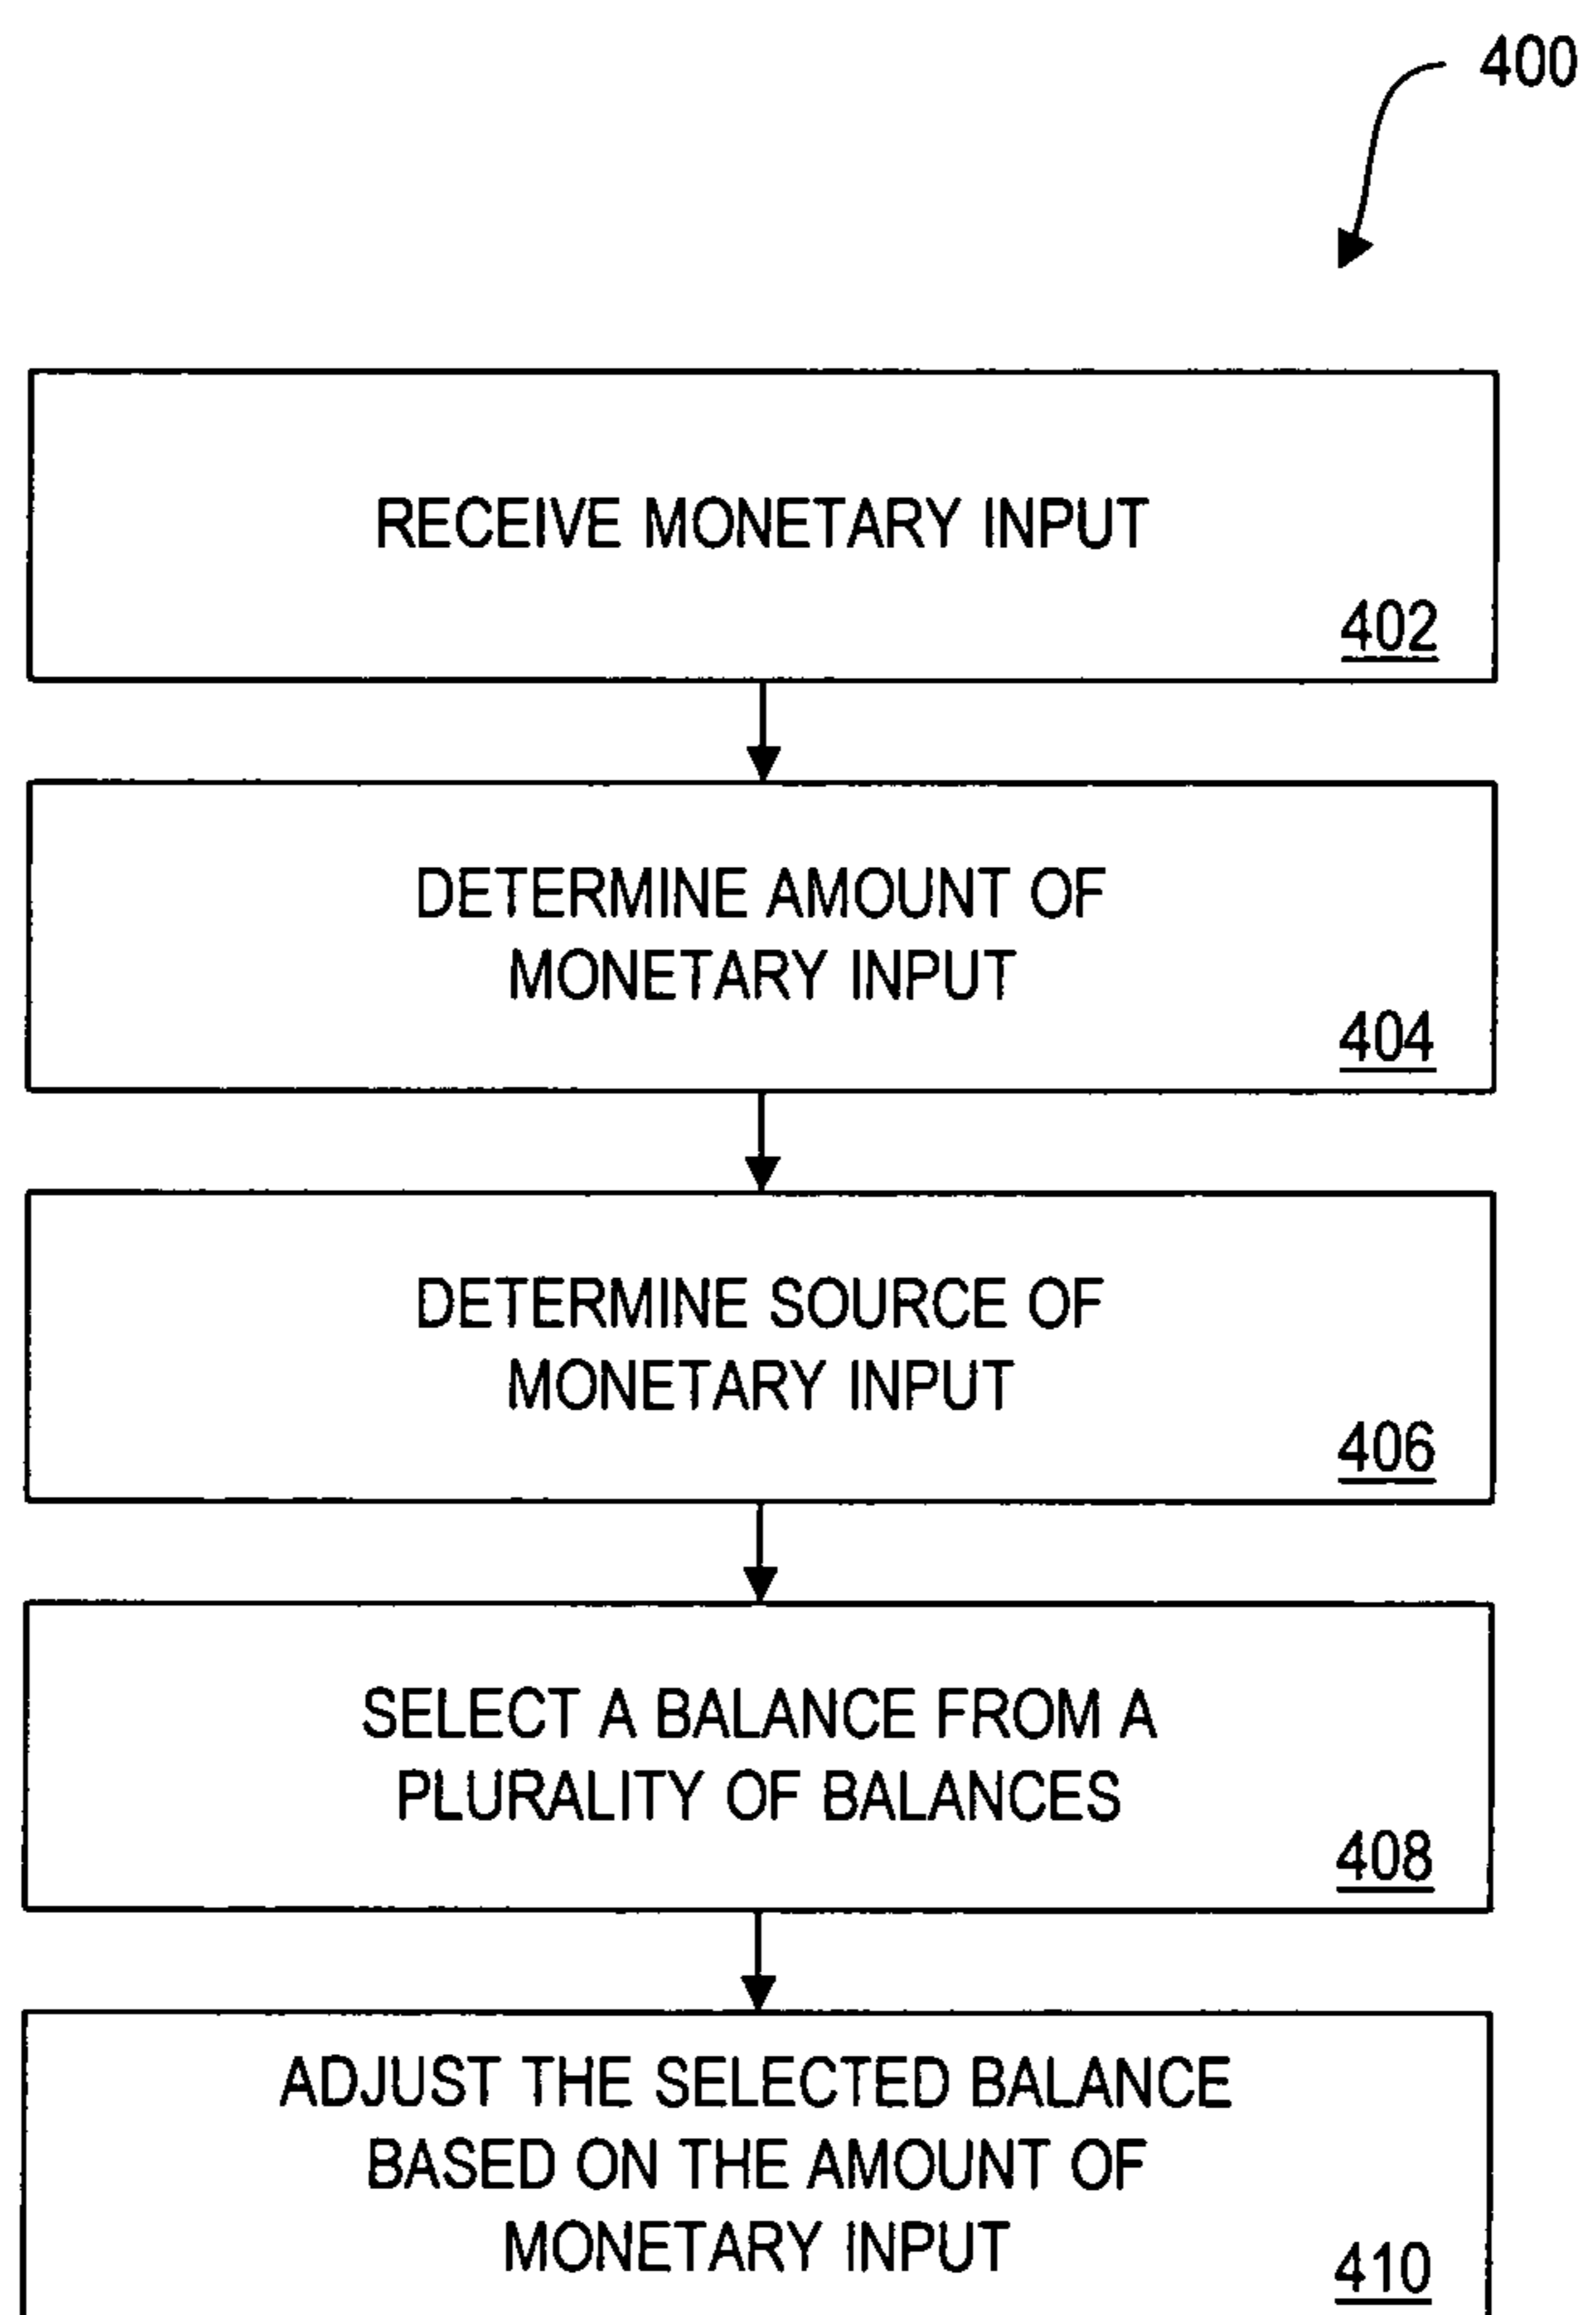 400
RECEIVE MONETARY INPUT
402
DETERMINE AMOUNT OF
MONETARY INPUT
404
DETERMINE SOURCE OF
MONETARY INPUT
406
SELECT A BALANCE FROM A
PLURALITY OF BALANCES
408
ADJUST THE SELECTED BALANCE
BASED ON THE AMOUNT OF
MONETARY INPUT
410